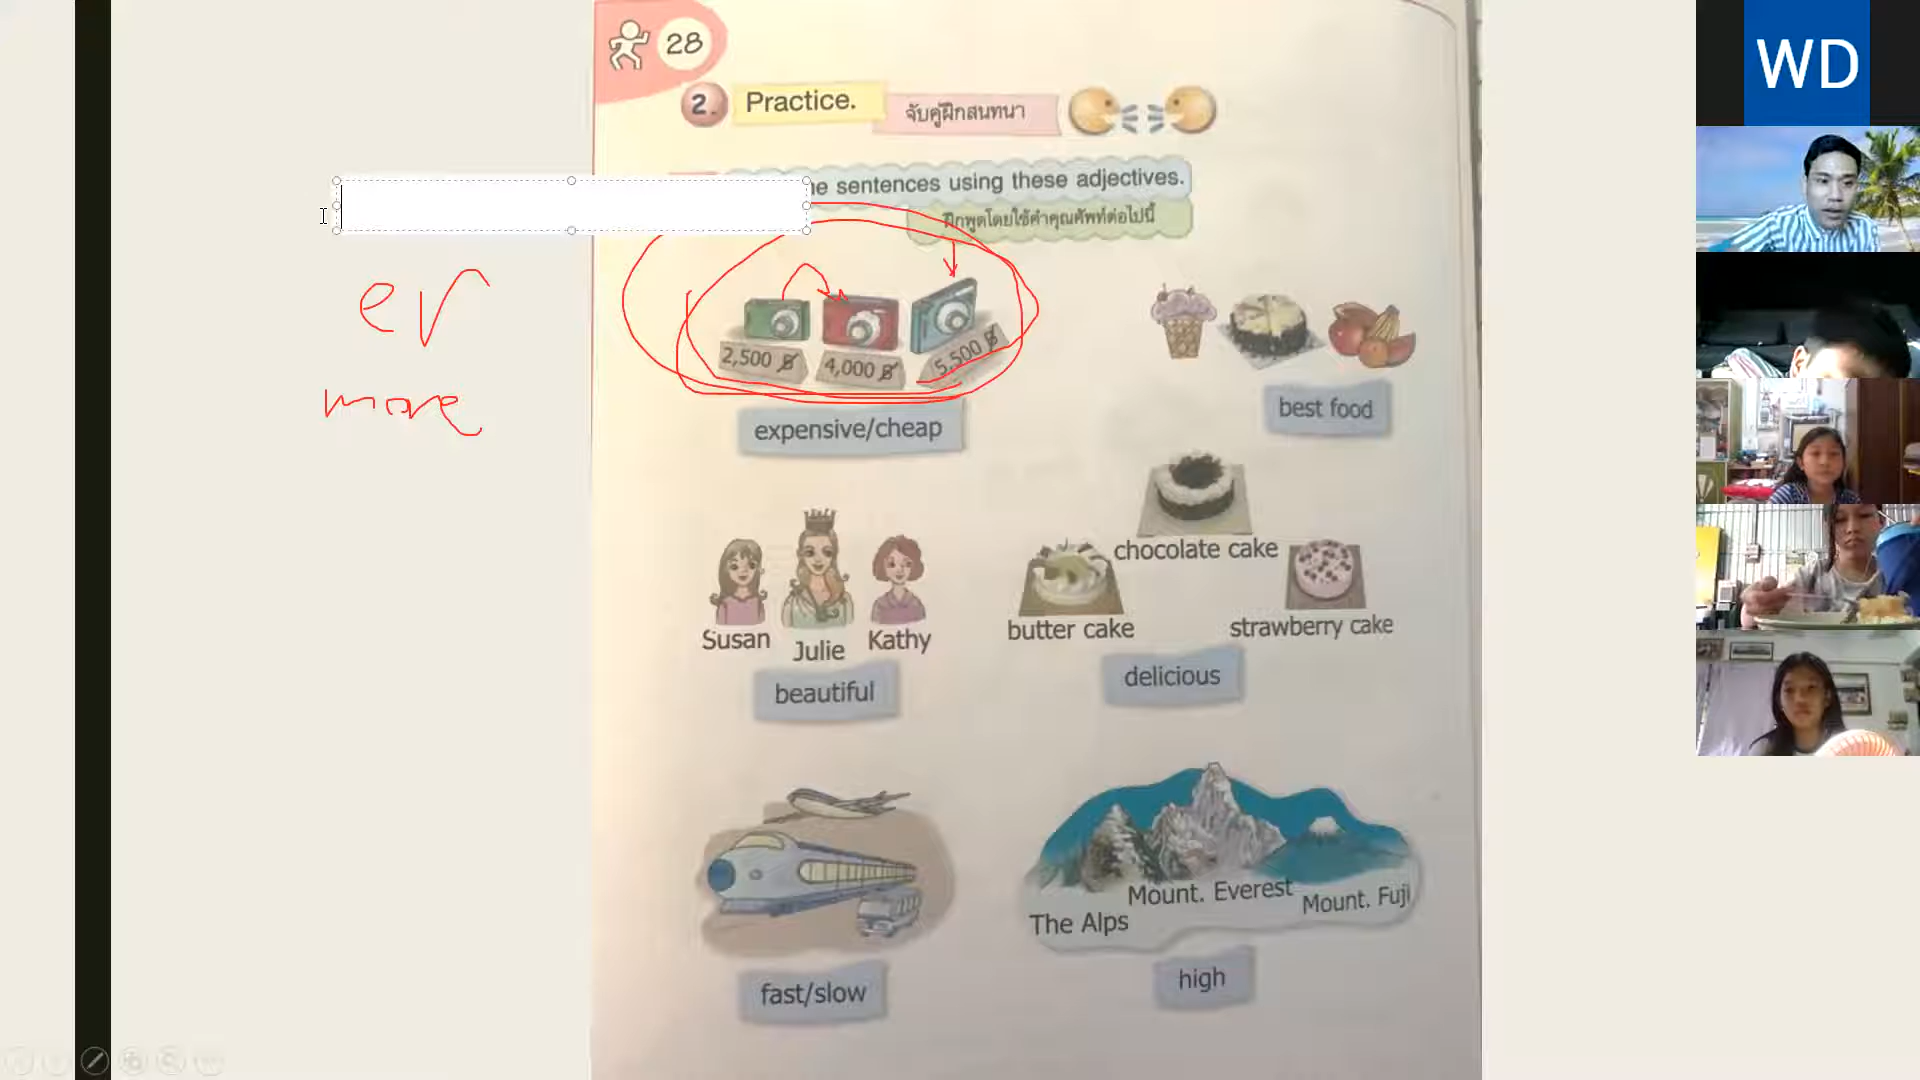 28
2. Practice. จับคู่ฝึกสนทนา
sentences using these adjectives.
ฝึกพูดโดยใช้คำคุณศัพท์ต่อไปนี้
er
more
2,500 ฿ 4,000 ฿ 5,500 ฿
expensive/cheap
best food
chocolate cake
butter cake
strawberry cake
Susan
Julie
Kathy
beautiful
delicious
The Alps
Mount. Everest
Mount. Fuji
fast/slow
high
WD